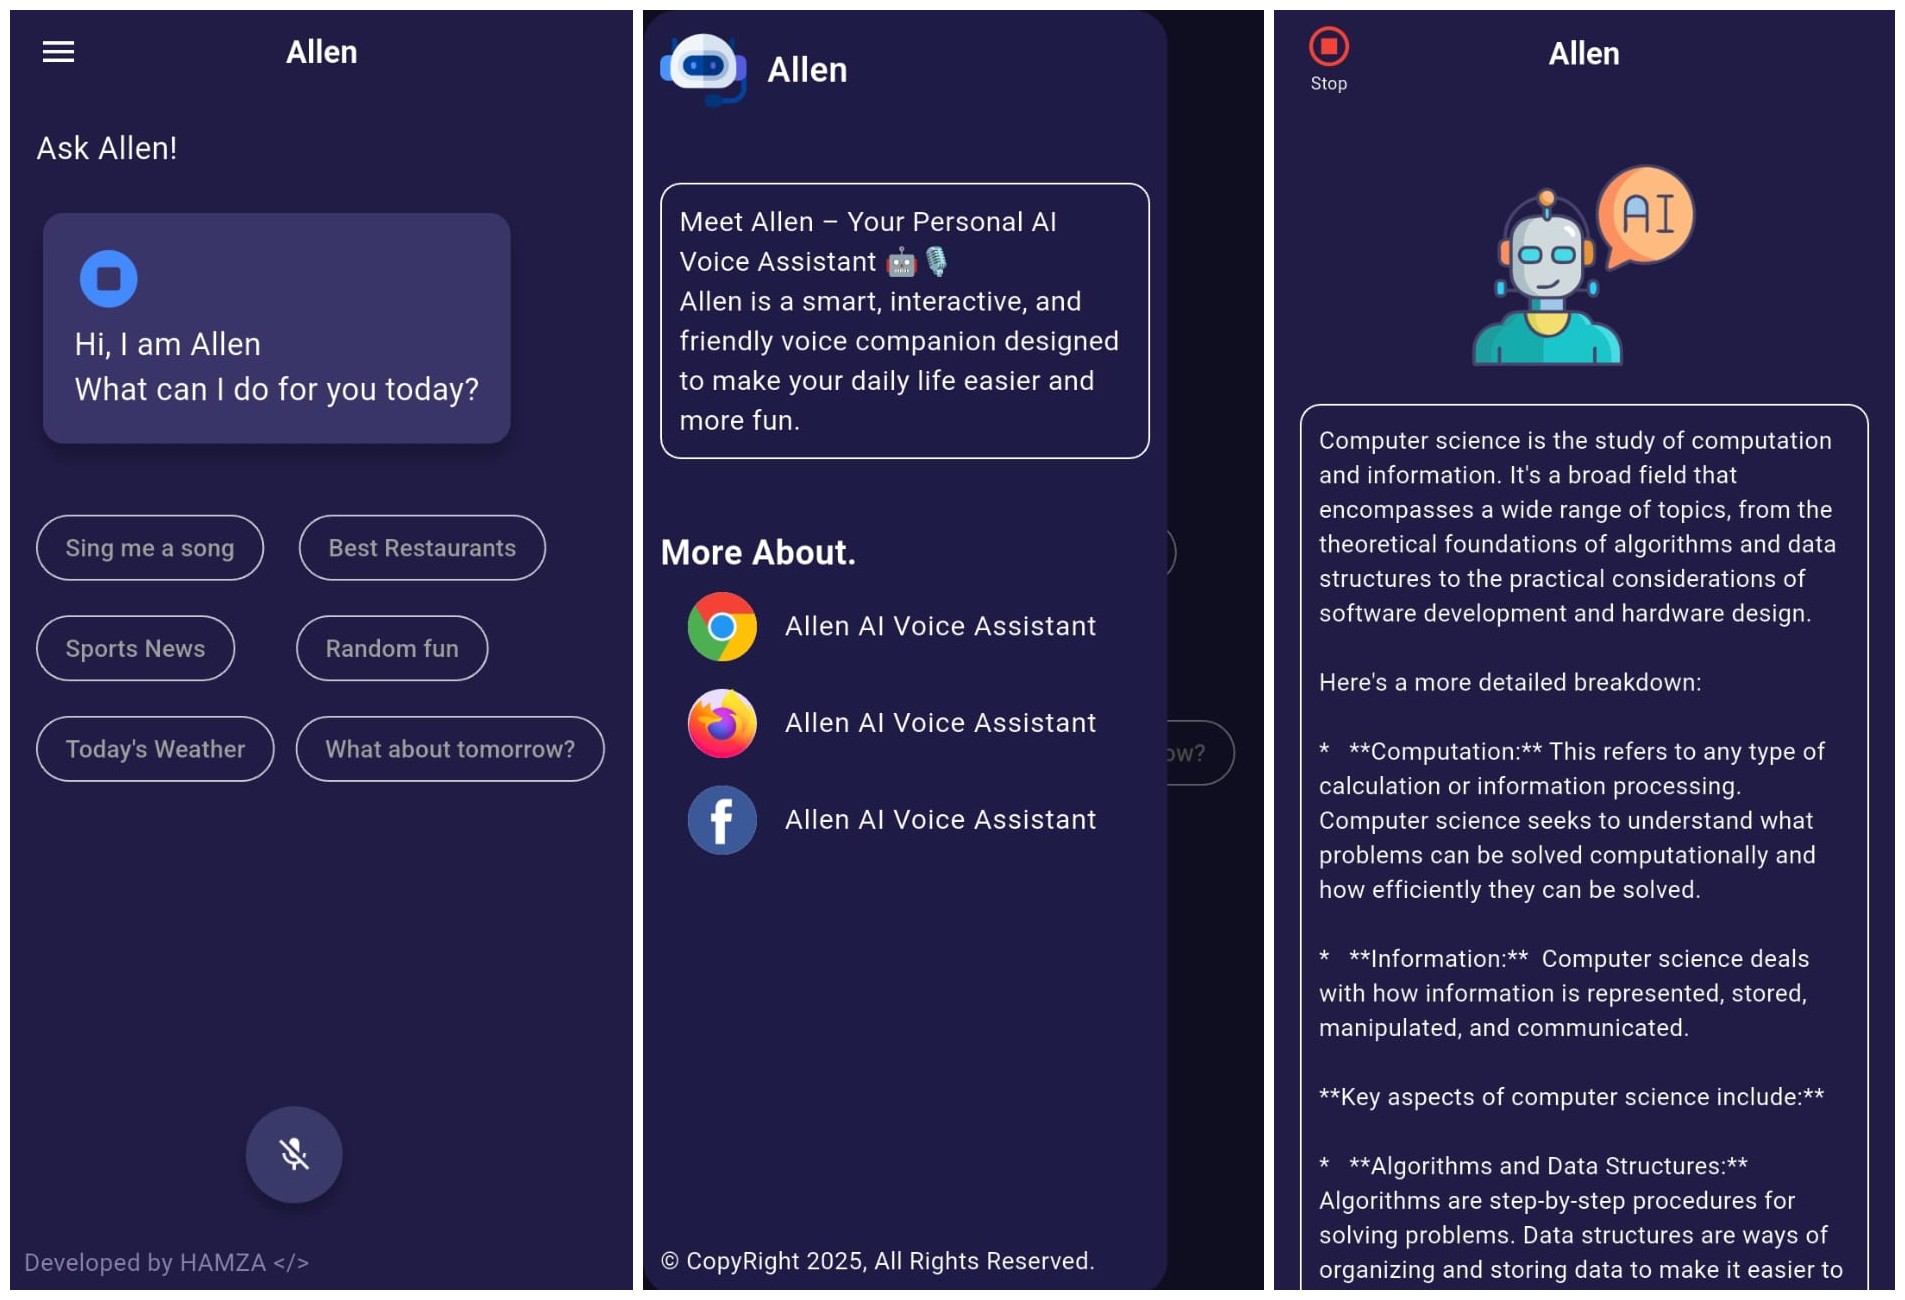 Allen
Ask Allen!
Hi, I am Allen
What can I do for you today?
Sing me a song
Best Restaurants
Sports News
Random fun
Today's Weather
What about tomorrow?
Developed by HAMZA </>
Allen
Meet Allen – Your Personal AI
Voice Assistant 🤖🎙️
Allen is a smart, interactive, and
friendly voice companion designed
to make your daily life easier and
more fun.
More About.
Allen AI Voice Assistant
Allen AI Voice Assistant
f
Allen AI Voice Assistant
ow?
© CopyRight 2025, All Rights Reserved.
Stop
Allen
AI
Computer science is the study of computation
and information. It's a broad field that
encompasses a wide range of topics, from the
theoretical foundations of algorithms and data
structures to the practical considerations of
software development and hardware design.
Here's a more detailed breakdown:
*   **Computation:** This refers to any type of
calculation or information processing.
Computer science seeks to understand what
problems can be solved computationally and
how efficiently they can be solved.
*   **Information:**  Computer science deals
with how information is represented, stored,
manipulated, and communicated.
**Key aspects of computer science include:**
*   **Algorithms and Data Structures:**
Algorithms are step-by-step procedures for
solving problems. Data structures are ways of
organizing and storing data to make it easier to